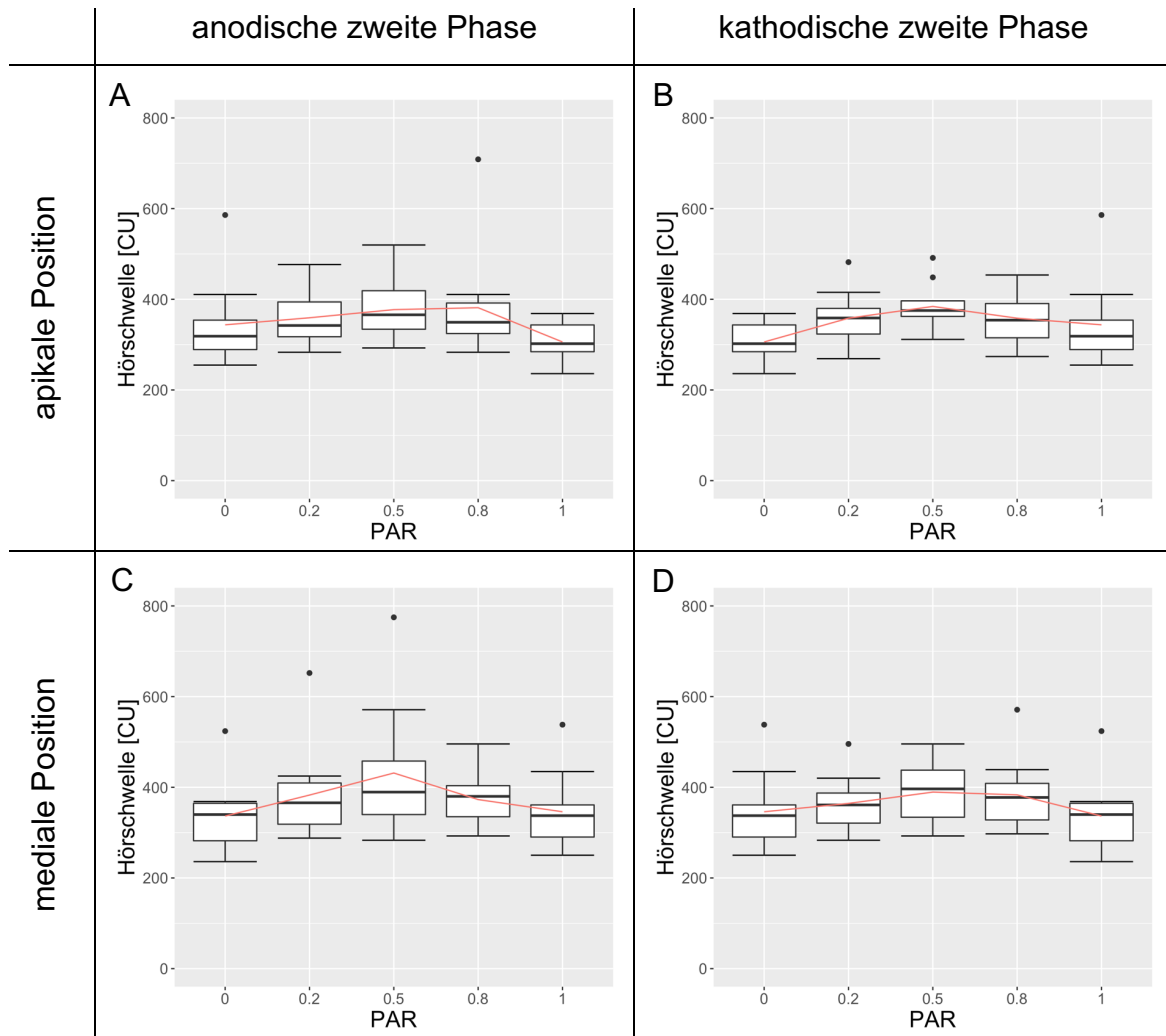 anodische zweite Phase
kathodische zweite Phase
apikale Position
A
800
600
400
200
0
Hörschwelle [CU]
0 0.2 0.5 0.8 1
PAR
B
800
600
400
200
0
Hörschwelle [CU]
0 0.2 0.5 0.8 1
PAR
mediale Position
C
800
600
400
200
0
Hörschwelle [CU]
0 0.2 0.5 0.8 1
PAR
D
800
600
400
200
0
Hörschwelle [CU]
0 0.2 0.5 0.8 1
PAR